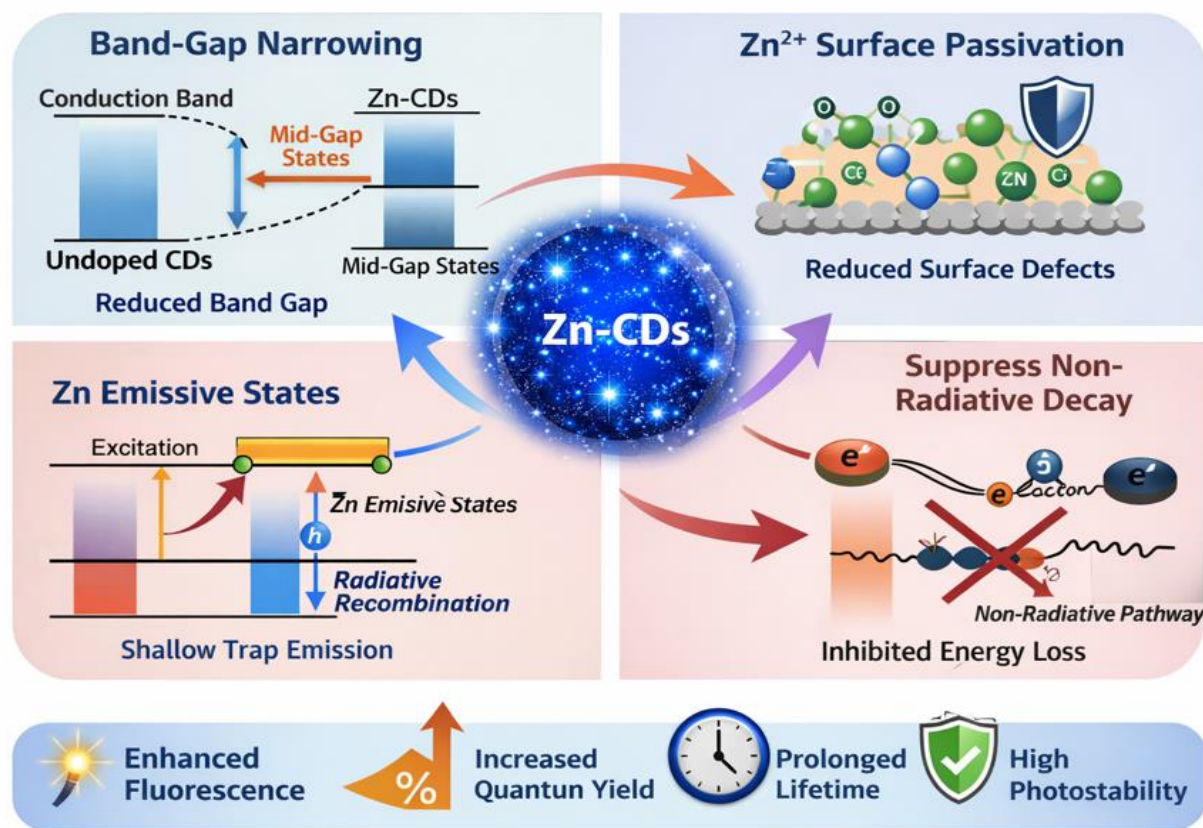 Band-Gap Narrowing
Conduction Band
Zn-CDs
Mid-Gap
States
Undoped CDs
Mid-Gap States
Reduced Band Gap
Zn²⁺ Surface Passivation
O
O
ZN
Reduced Surface Defects
Zn-CDs
Zn Emissive States
Excitation
Zn Emisivè States
h
Radiative
Recombination
Shallow Trap Emission
Suppress Non-
Radiative Decay
e
e
e
Non-Radiative Pathway
Inhibited Energy Loss
Enhanced
Fluorescence
%
Increased
Quantun Yield
Prolonged
Lifetime
High
Photostability